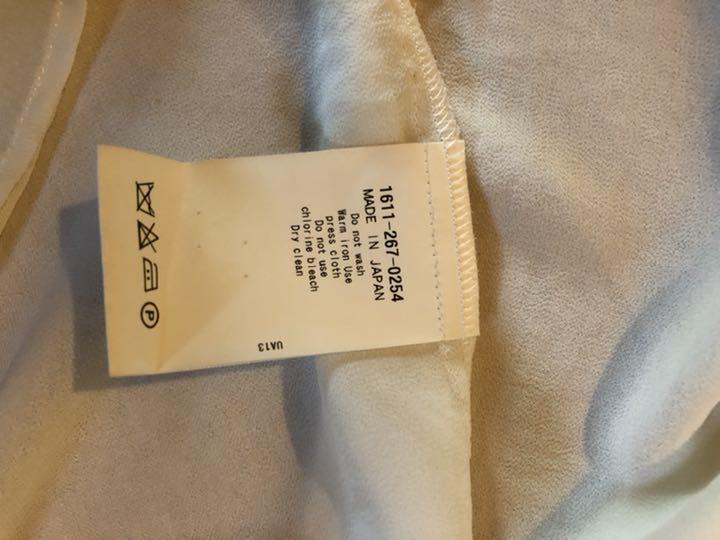 1611-267-0254
MADE IN JAPAN
Do not wash
Warm iron Use
press cloth
Do not use
chlorine bleach
Dry clean
P
UA13